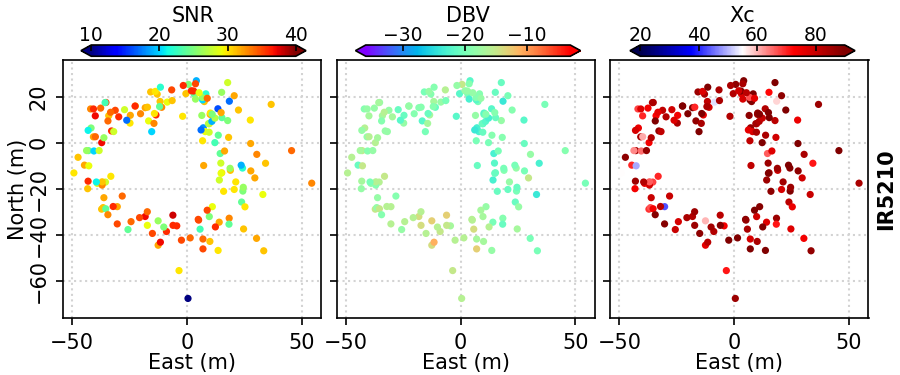 SNR DBV Xc
10 20 30 40 −30 −20 −10 20 40 60 80
20
0
−20
−40
−60
North (m)
IR5210
−50 0 50 −50 0 50 −50 0 50
East (m) East (m) East (m)